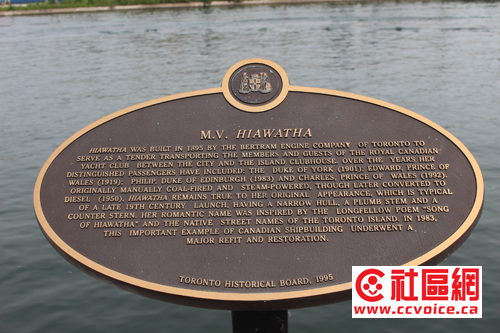 M.V. HIAWATHA
HIAWATHA WAS BUILT IN 1895 BY THE BERTRAM ENGINE COMPANY OF TORONTO TO
SERVE AS A TENDER TRANSPORTING THE MEMBERS AND GUESTS OF THE ROYAL CANADIAN
YACHT CLUB BETWEEN THE CITY AND THE ISLAND CLUBHOUSE. OVER THE YEARS HER
DISTINGUISHED PASSENGERS HAVE INCLUDED THE DUKE OF YORK (1901); EDWARD, PRINCE OF
WALES (1919); PHILIP, DUKE OF EDINBURGH (1983) AND CHARLES, PRINCE OF WALES (1992).
ORIGINALLY MANUALLY COAL-FIRED AND STEAM-POWERED, THOUGH LATER CONVERTED TO
DIESEL (1950), HIAWATHA REMAINS TRUE TO HER ORIGINAL APPEARANCE, WHICH IS TYPICAL
OF A LATE 19TH CENTURY LAUNCH, HAVING A NARROW HULL, A PLUMB STEM AND A
COUNTER STERN. HER ROMANTIC NAME WAS INSPIRED BY THE LONGFELLOW POEM "SONG
OF HIAWATHA" AND THE NATIVE STREET NAMES OF THE TORONTO ISLAND. IN 1983,
THIS IMPORTANT EXAMPLE OF CANADIAN SHIPBUILDING UNDERWENT A
MAJOR REFIT AND RESTORATION.
TORONTO HISTORICAL BOARD, 1995
社區網
www.ccvoice.ca